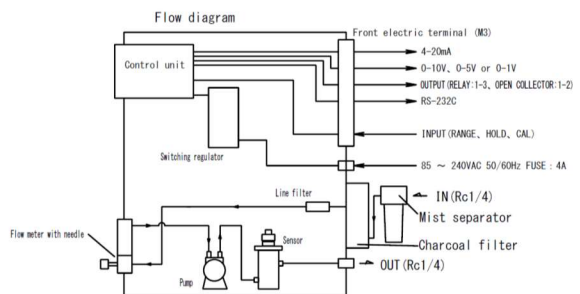 Flow diagram
Front electric terminal (M3)
Control unit
4-20mA
0-10V、0-5V or 0-1V
OUTPUT(RELAY:1-3、OPEN COLLECTOR:1-2)
RS-232C
INPUT(RANGE、HOLD、CAL)
Switching regulator
85 ～ 240VAC 50/60Hz FUSE：4A
Line filter
IN(Rc1/4)
Mist separator
Flow meter with needle
Sensor
Charcoal filter
Pump
OUT(Rc1/4)